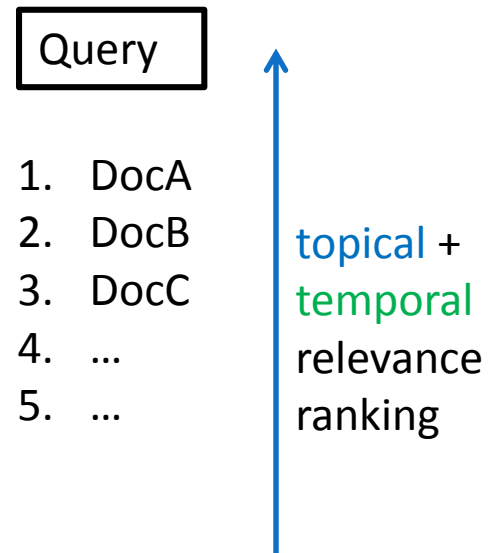 Query
1. DocA
2. DocB
3. DocC
4. …
5. …
topical +
temporal
relevance
ranking